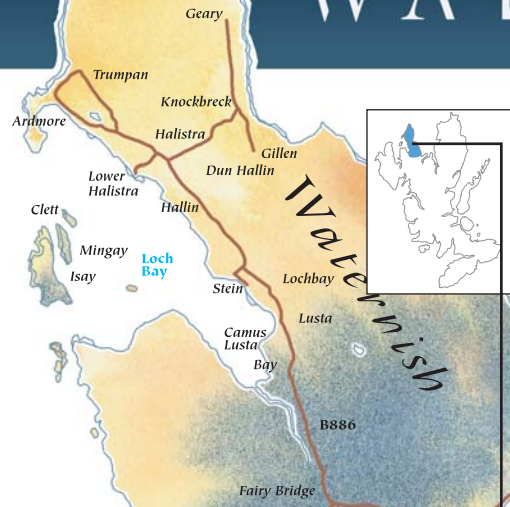 WA
Geary
Trumpan
Knockbreck
Ardmore
Halistra
Gillen
Dun Hallin
Lower
Halistra
Waternish
Hallin
Clett
Mingay
Loch
Bay
Isay
Lochbay
Stein
Lusta
Camus
Lusta
Bay
B886
Fairy Bridge